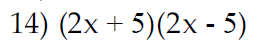 14) (2x + 5)(2x - 5)